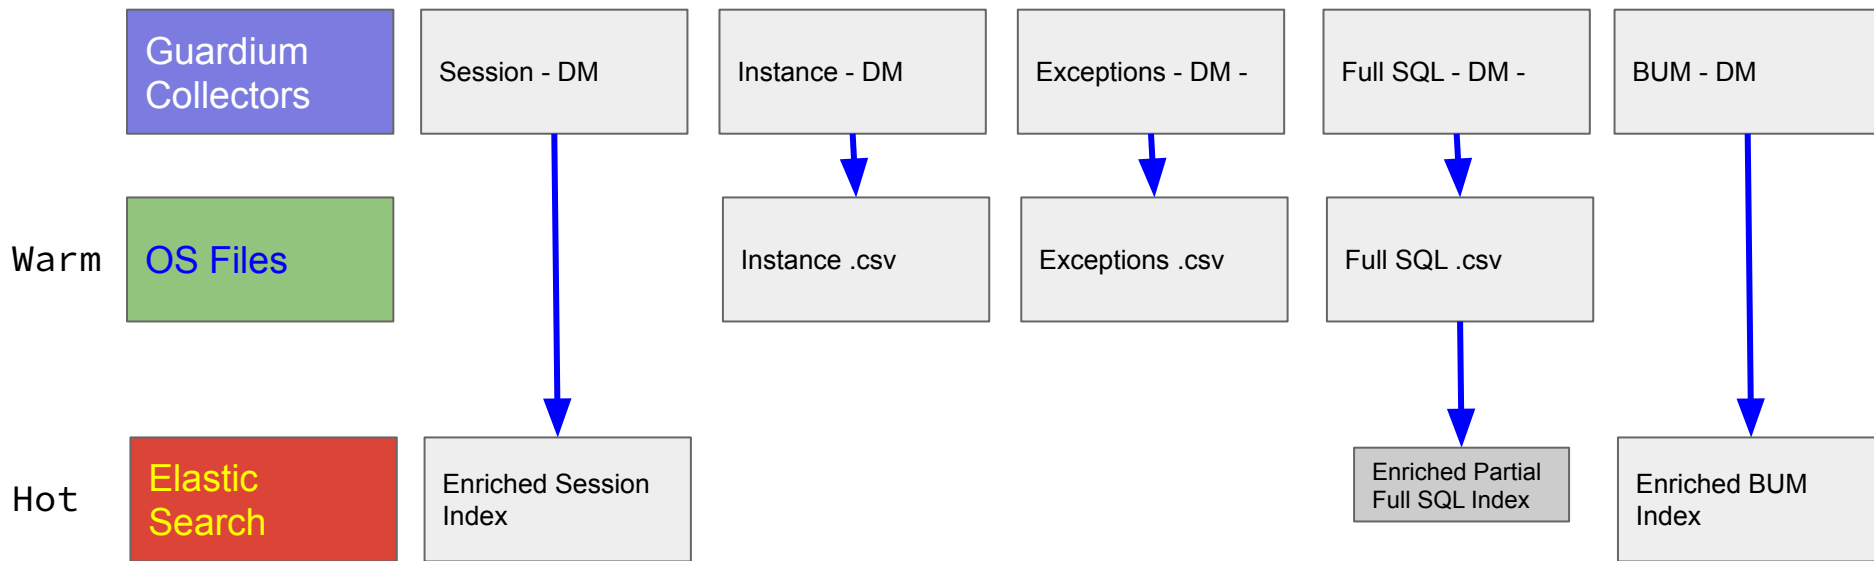 Guardium
Collectors
Session - DM
Instance - DM
Exceptions - DM -
Full SQL - DM -
BUM - DM
Warm
OS Files
Instance .csv
Exceptions .csv
Full SQL .csv
Hot
Elastic
Search
Enriched Session
Index
Enriched Partial
Full SQL Index
Enriched BUM
Index